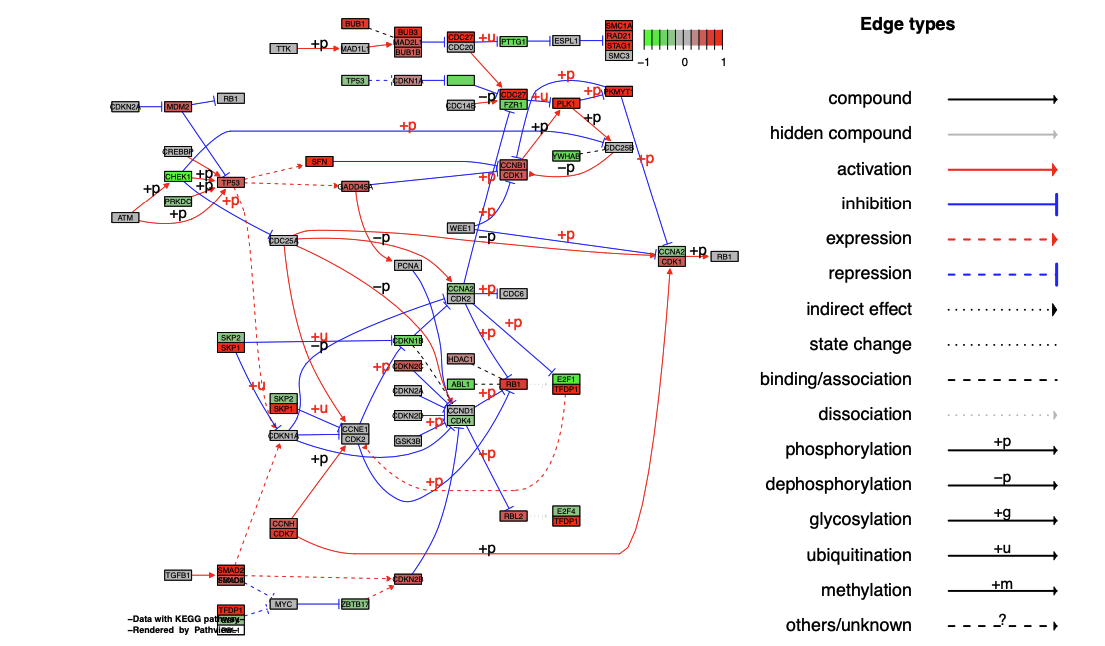 Edge types
BUB1
BUB3
MAD2L1
BUB1B
CDC27
CDC20
+u
PTTG1
ESPL1
SMC1A
RAD21
STAG1
SMC3
TTK
+p
MAD1L1
−1 0 1
TP53
CDKN1A
+p
CDKN2A
MDM2
RB1
CDC14B
−p
CDC27
FZR1
+u
PLK1
+p
PKMYT1
compound
+p
+p
+p
hidden compound
CREBBP
SFN
YWHAB
CDC25B
+p
CHEK1
+p
+p
TP53
CCNB1
CDK1
−p
activation
+p
GADD45A
+p
PRKDC
+p
inhibition
ATM
+p
WEE1
+p
−p
+p
expression
CDC25A
−p
CCNA2
CDK1
+p
RB1
PCNA
repression
−p
CCNA2
CDK2
+p
CDC6
indirect effect
+p
+p
SKP2
SKP1
+u
−p
CDKN1B
state change
HDAC1
CDKN2C
+p
binding/association
+u
CDKN2A
ABL1
RB1
E2F1
TFDP1
+p
SKP2
SKP1
+u
CDKN2D
+p
CCND1
CDK4
dissociation
CDKN1A
CCNE1
CDK2
GSK3B
phosphorylation
+p
+p
+p
+p
dephosphorylation
−p
glycosylation
+g
CCNH
CDK7
RBL2
E2F4
TFDP1
+p
ubiquitination
+u
TGFB1
SMAD2
CDKN2B
methylation
+m
MYC
ZBTB17
TFDP1
−Data with KEGG pathway−
−Rendered by Pathview−
others/unknown
?